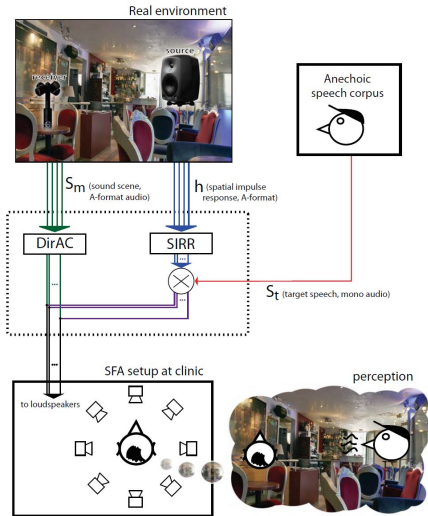 Real environment
source
receiver
Anechoic
speech corpus
Sm (sound scene,
A-format audio)
h (spatial impulse
response, A-format)
DirAC
SIRR
...
...
St (target speech, mono audio)
...
...
SFA setup at clinic
to loudspeakers
perception